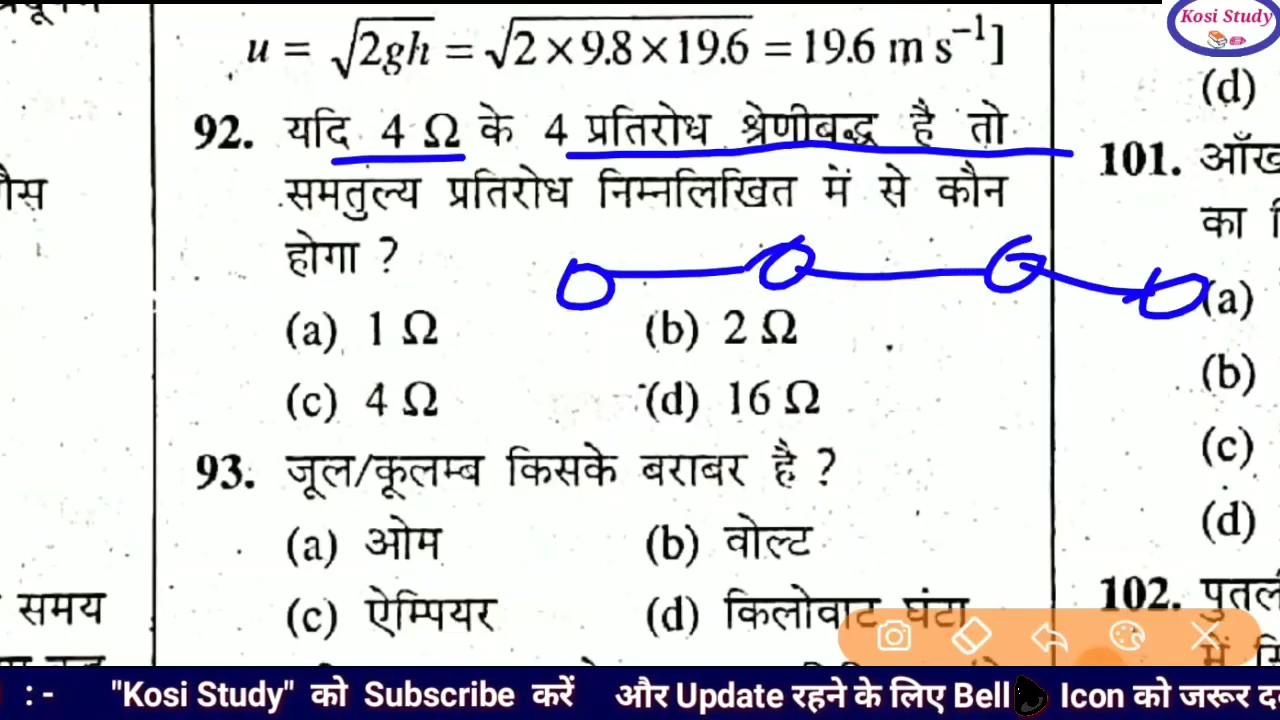 Kosi Study
u = √2gh = √2×9.8×19.6 = 19.6 m s⁻¹]
(d)
92. यदि 4 Ω के 4 प्रतिरोध श्रेणीबद्ध है तो
समतुल्य प्रतिरोध निम्नलिखित में से कौन
होगा ?
(a) 1 Ω (b) 2 Ω
(c) 4 Ω (d) 16 Ω
93. जूल/कूलम्ब किसके बराबर है ?
(a) ओम (b) वोल्ट
(c) ऐम्पियर (d) किलोवाट घंटा
समय
101. आँख
का
(a)
(b)
(c)
(d)
102. पुतली
में
: - "Kosi Study" को Subscribe करें और Update रहने के लिए Bell Icon को जरूर